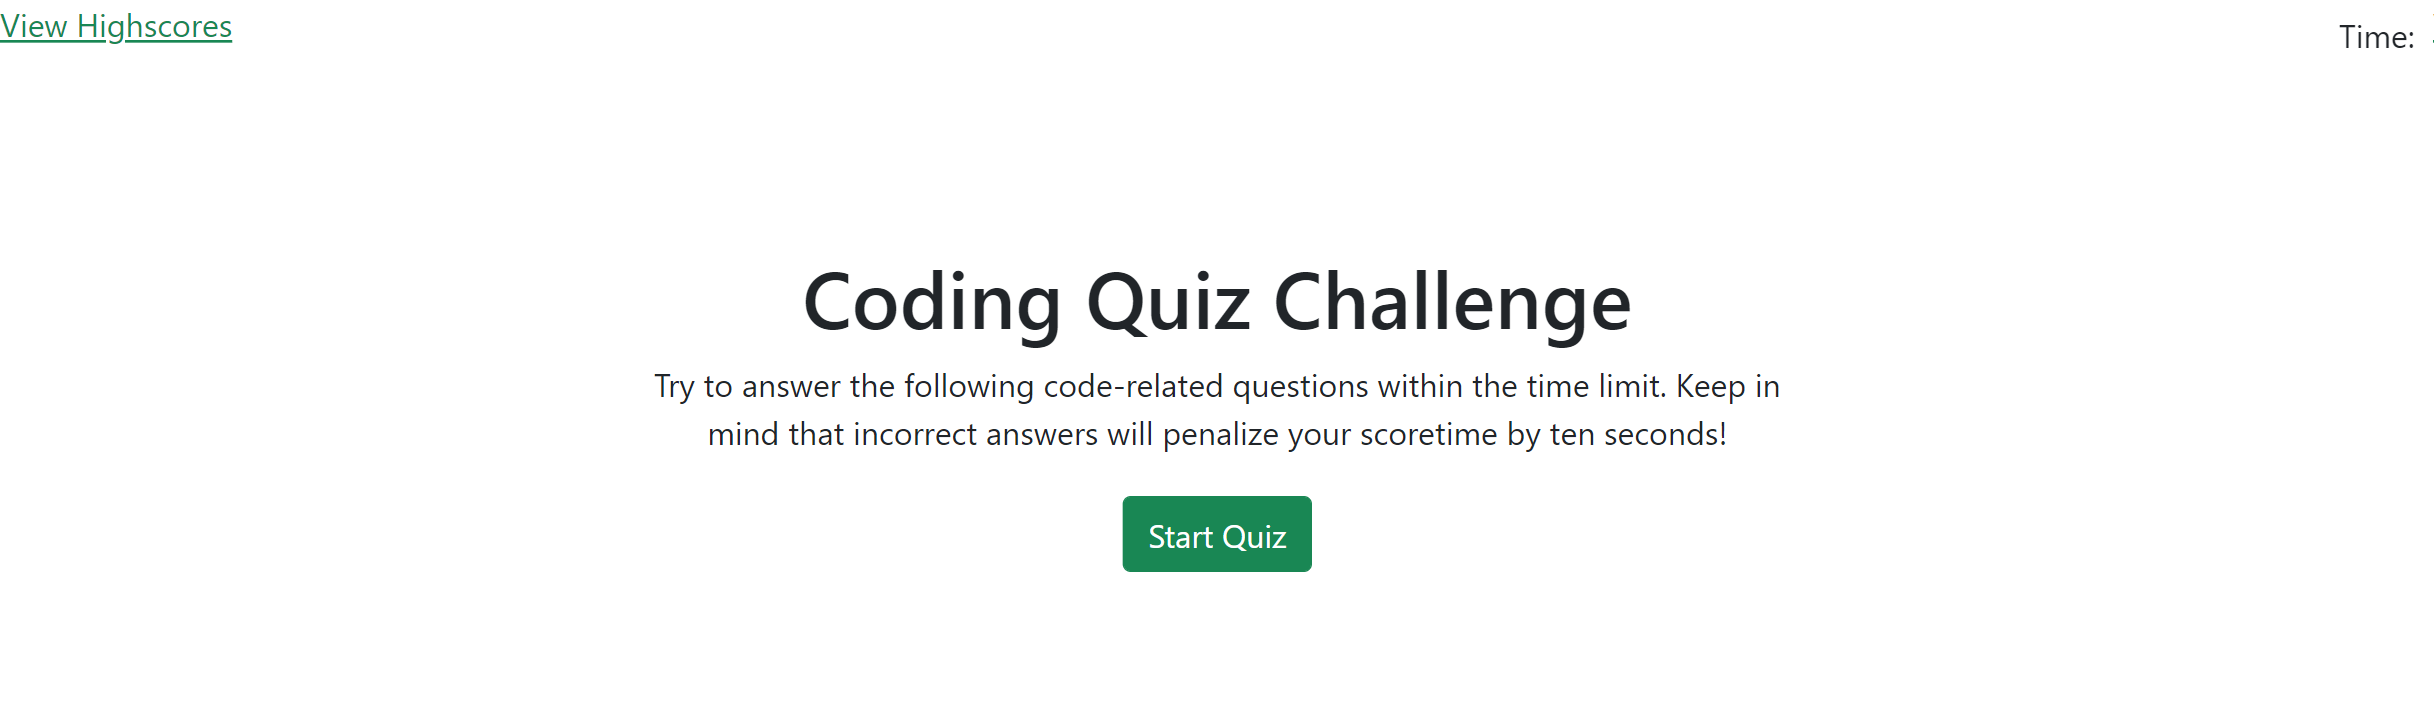 View Highscores
Time:
Coding Quiz Challenge
Try to answer the following code-related questions within the time limit. Keep in
mind that incorrect answers will penalize your scoretime by ten seconds!
Start Quiz